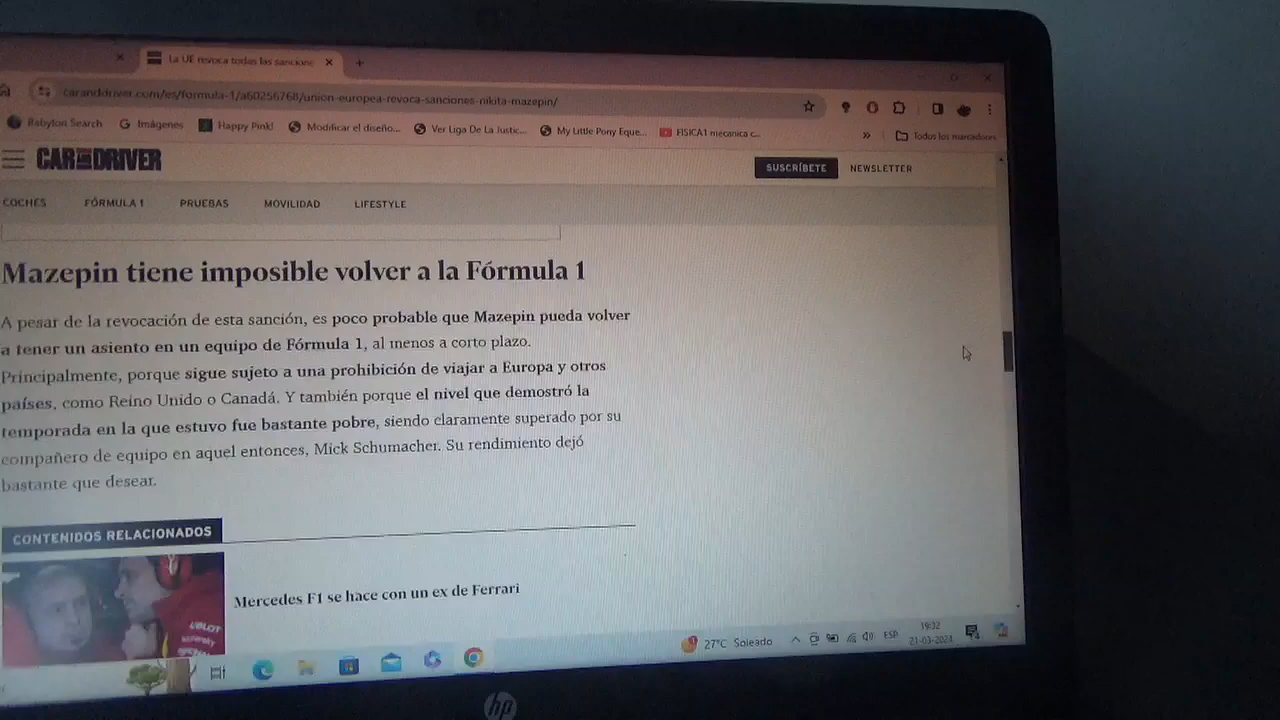 La UE revoca todas las sancione
caranddriver.com/es/formula-1/a60256768/union-europea-revoca-sanciones-nikita-mazepin/
Babylon Search Imágenes Happy Pink! Modificar el diseño... Ver Liga De La Justic... My Little Pony Eque... FISICA1 mecanica c... » Todos los marcadores
CAR AND DRIVER SUSCRÍBETE NEWSLETTER
COCHES FÓRMULA 1 PRUEBAS MOVILIDAD LIFESTYLE
Mazepin tiene imposible volver a la Fórmula 1
A pesar de la revocación de esta sanción, es poco probable que Mazepin pueda volver
a tener un asiento en un equipo de Fórmula 1, al menos a corto plazo.
Principalmente, porque sigue sujeto a una prohibición de viajar a Europa y otros
países, como Reino Unido o Canadá. Y también porque el nivel que demostró la
temporada en la que estuvo fue bastante pobre, siendo claramente superado por su
compañero de equipo en aquel entonces, Mick Schumacher. Su rendimiento dejó
bastante que desear.
CONTENIDOS RELACIONADOS
Mercedes F1 se hace con un ex de Ferrari
27°C Soleado ESP 19:32
21-03-2024
hp